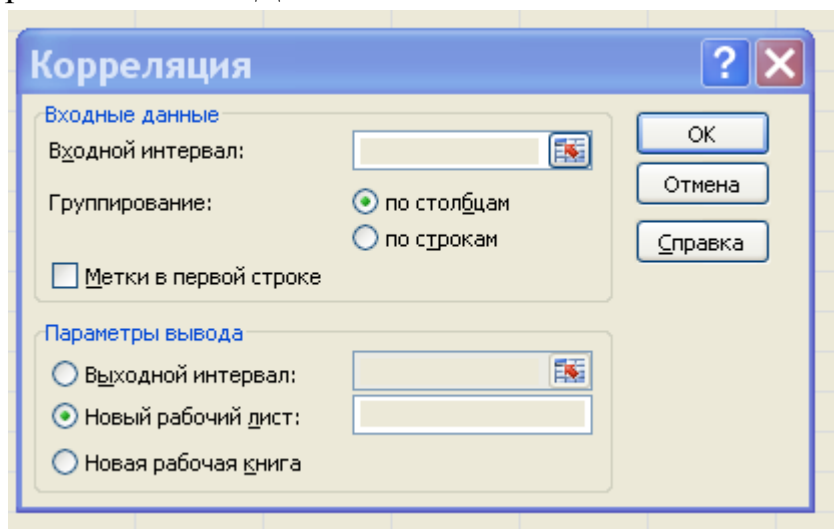 Корреляция
Входные данные
Входной интервал:
Группирование:
по столбцам
по строкам
Метки в первой строке
ОК
Отмена
Справка
Параметры вывода
Выходной интервал:
Новый рабочий лист:
Новая рабочая книга